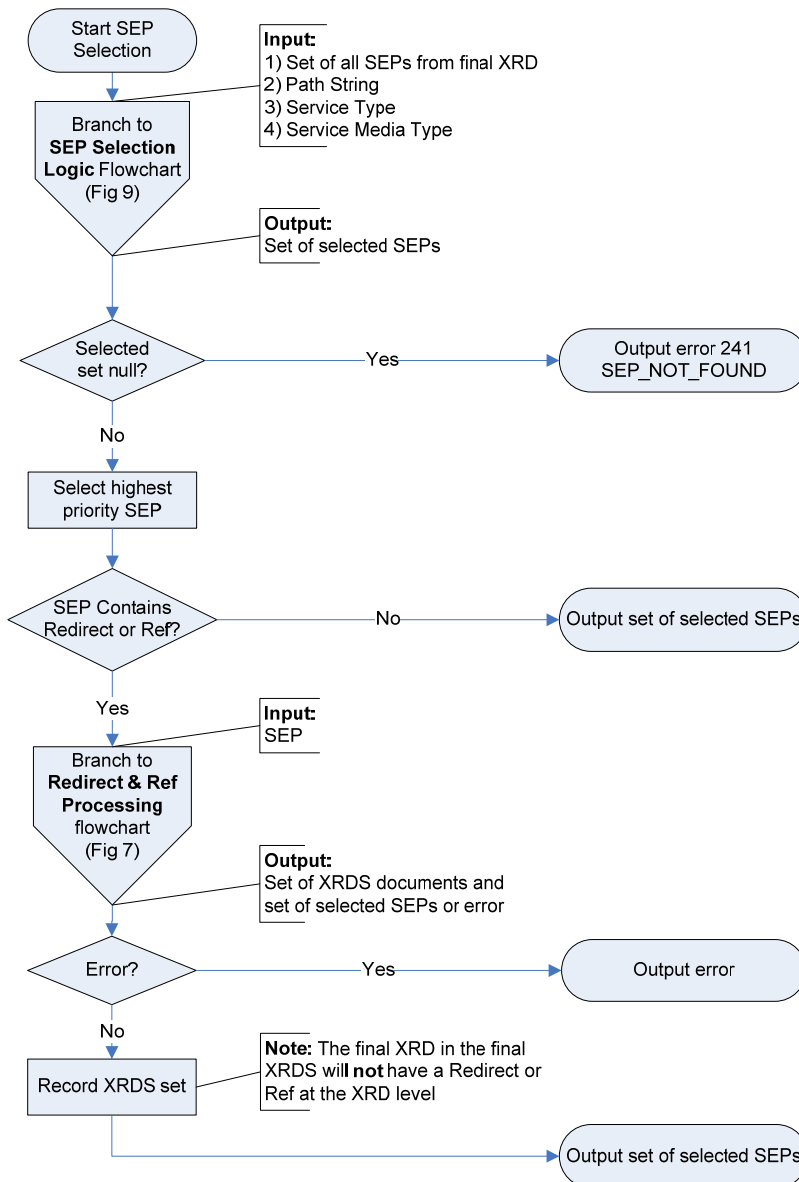 Start SEP
Selection
Input:
1) Set of all SEPs from final XRD
2) Path String
3) Service Type
4) Service Media Type
Branch to
SEP Selection
Logic Flowchart
(Fig 9)
Output:
Set of selected SEPs
Selected
set null?
Yes
Output error 241
SEP_NOT_FOUND
No
Select highest
priority SEP
SEP Contains
Redirect or Ref?
No
Output set of selected SEPs
Yes
Input:
SEP
Branch to
Redirect & Ref
Processing
flowchart
(Fig 7)
Output:
Set of XRDS documents and
set of selected SEPs or error
Error?
Yes
Output error
No
Record XRDS set
Note: The final XRD in the final
XRDS will not have a Redirect or
Ref at the XRD level
Output set of selected SEPs